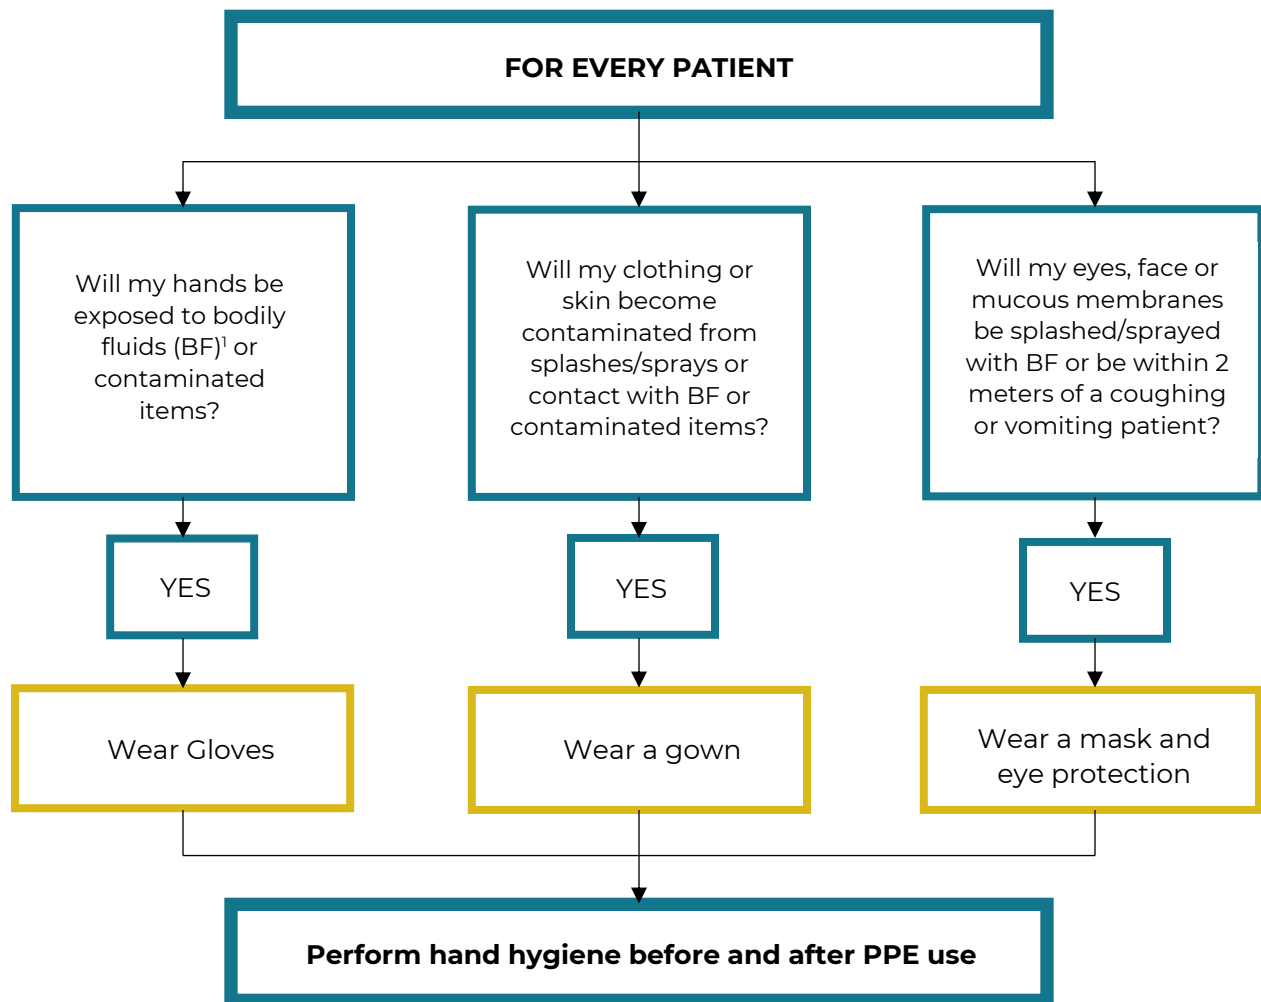 FOR EVERY PATIENT
Will my hands be
exposed to bodily
fluids (BF)¹ or
contaminated
items?
Will my clothing or
skin become
contaminated from
splashes/sprays or
contact with BF or
contaminated items?
Will my eyes, face or
mucous membranes
be splashed/sprayed
with BF or be within 2
meters of a coughing
or vomiting patient?
YES
YES
YES
Wear Gloves
Wear a gown
Wear a mask and
eye protection
Perform hand hygiene before and after PPE use